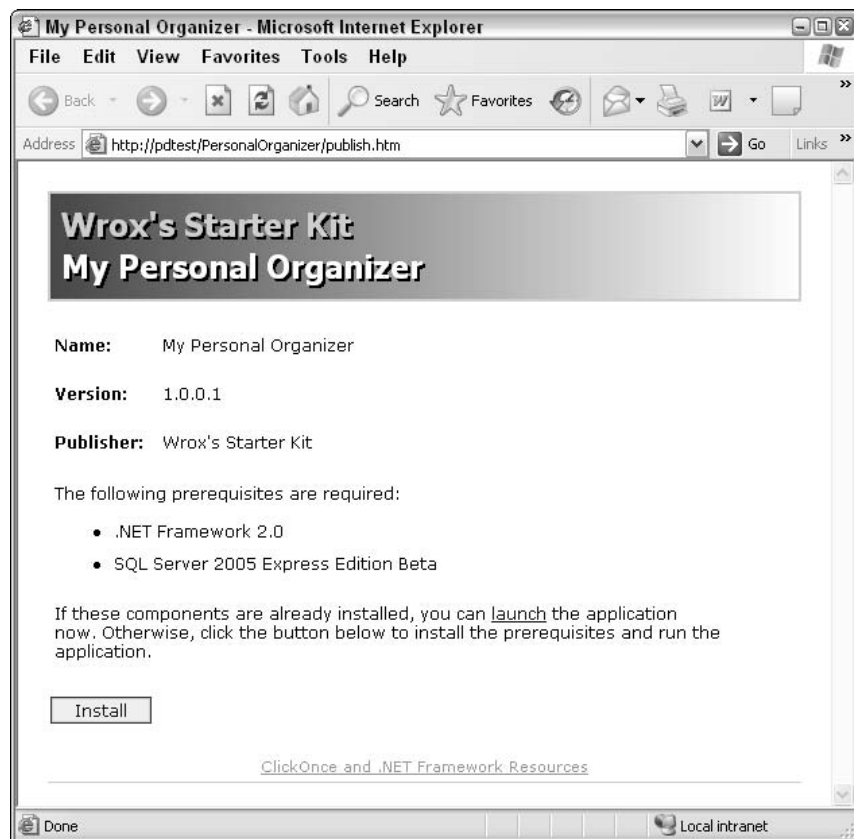 My Personal Organizer - Microsoft Internet Explorer
File Edit View Favorites Tools Help
Back Search Favorites »
Address http://pdtest/PersonalOrganizer/publish.htm Go Links »
Wrox's Starter Kit
My Personal Organizer
Name: My Personal Organizer
Version: 1.0.0.1
Publisher: Wrox's Starter Kit
The following prerequisites are required:
• .NET Framework 2.0
• SQL Server 2005 Express Edition Beta
If these components are already installed, you can launch the application
now. Otherwise, click the button below to install the prerequisites and run the
application.
Install
ClickOnce and .NET Framework Resources
Done Local intranet